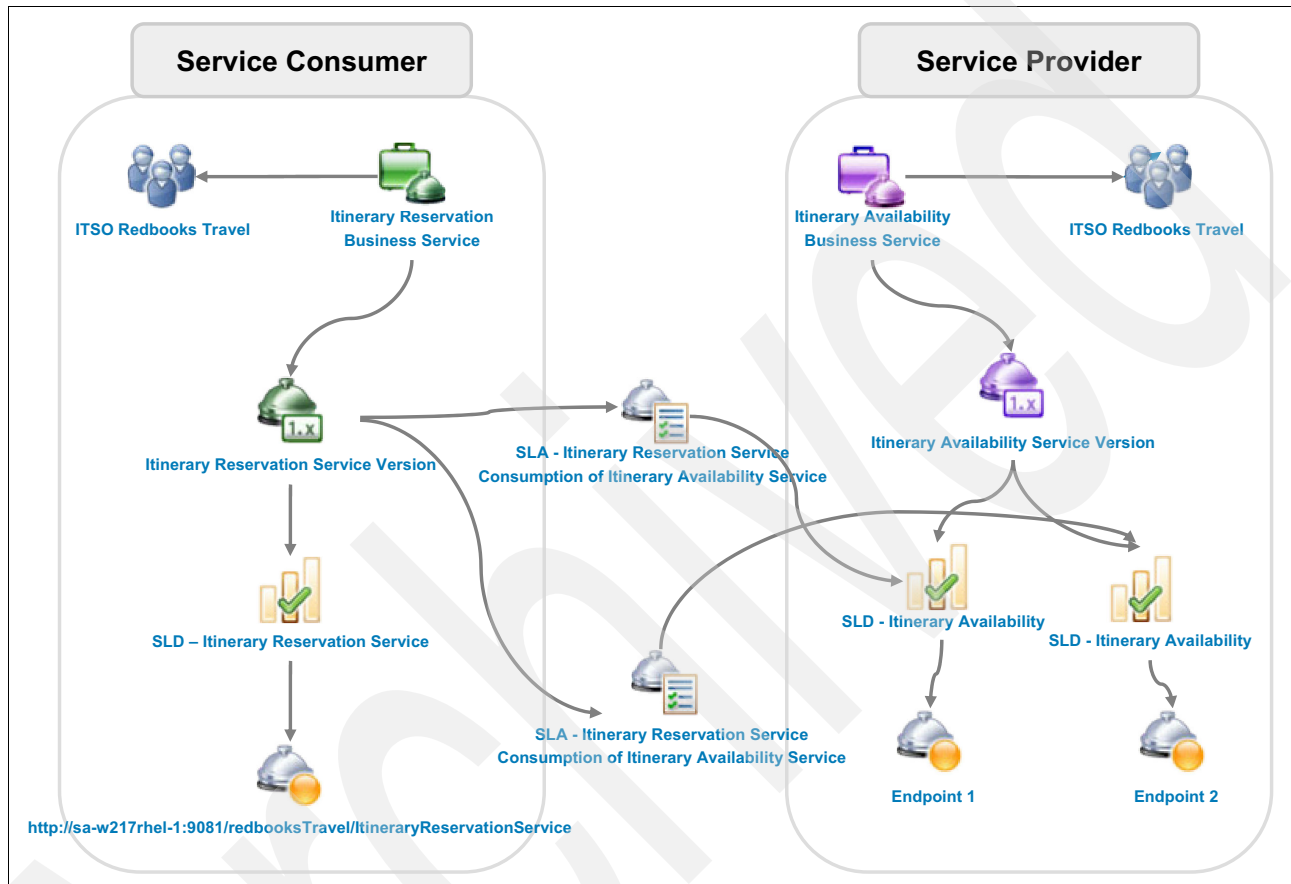 Service Consumer
Service Provider
ITSO Redbooks Travel
Itinerary Reservation
Business Service
Itinerary Availability
Business Service
ITSO Redbooks Travel
1.x
Itinerary Reservation Service Version
SLA - Itinerary Reservation Service
Consumption of Itinerary Availability Service
1.x
Itinerary Availability Service Version
SLD – Itinerary Reservation Service
SLD - Itinerary Availability
SLD - Itinerary Availability
SLA - Itinerary Reservation Service
Consumption of Itinerary Availability Service
http://sa-w217rhel-1:9081/redbooksTravel/ItineraryReservationService
Endpoint 1
Endpoint 2
rchived